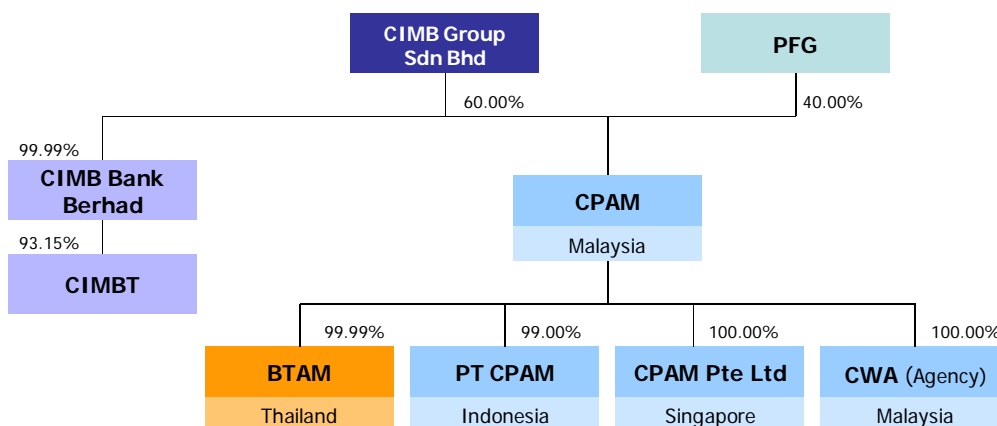 CIMB Group
Sdn Bhd
PFG
60.00%
40.00%
99.99%
CIMB Bank
Berhad
CPAM
Malaysia
93.15%
CIMBT
99.99%
99.00%
100.00%
100.00%
BTAM
Thailand
PT CPAM
Indonesia
CPAM Pte Ltd
Singapore
CWA (Agency)
Malaysia